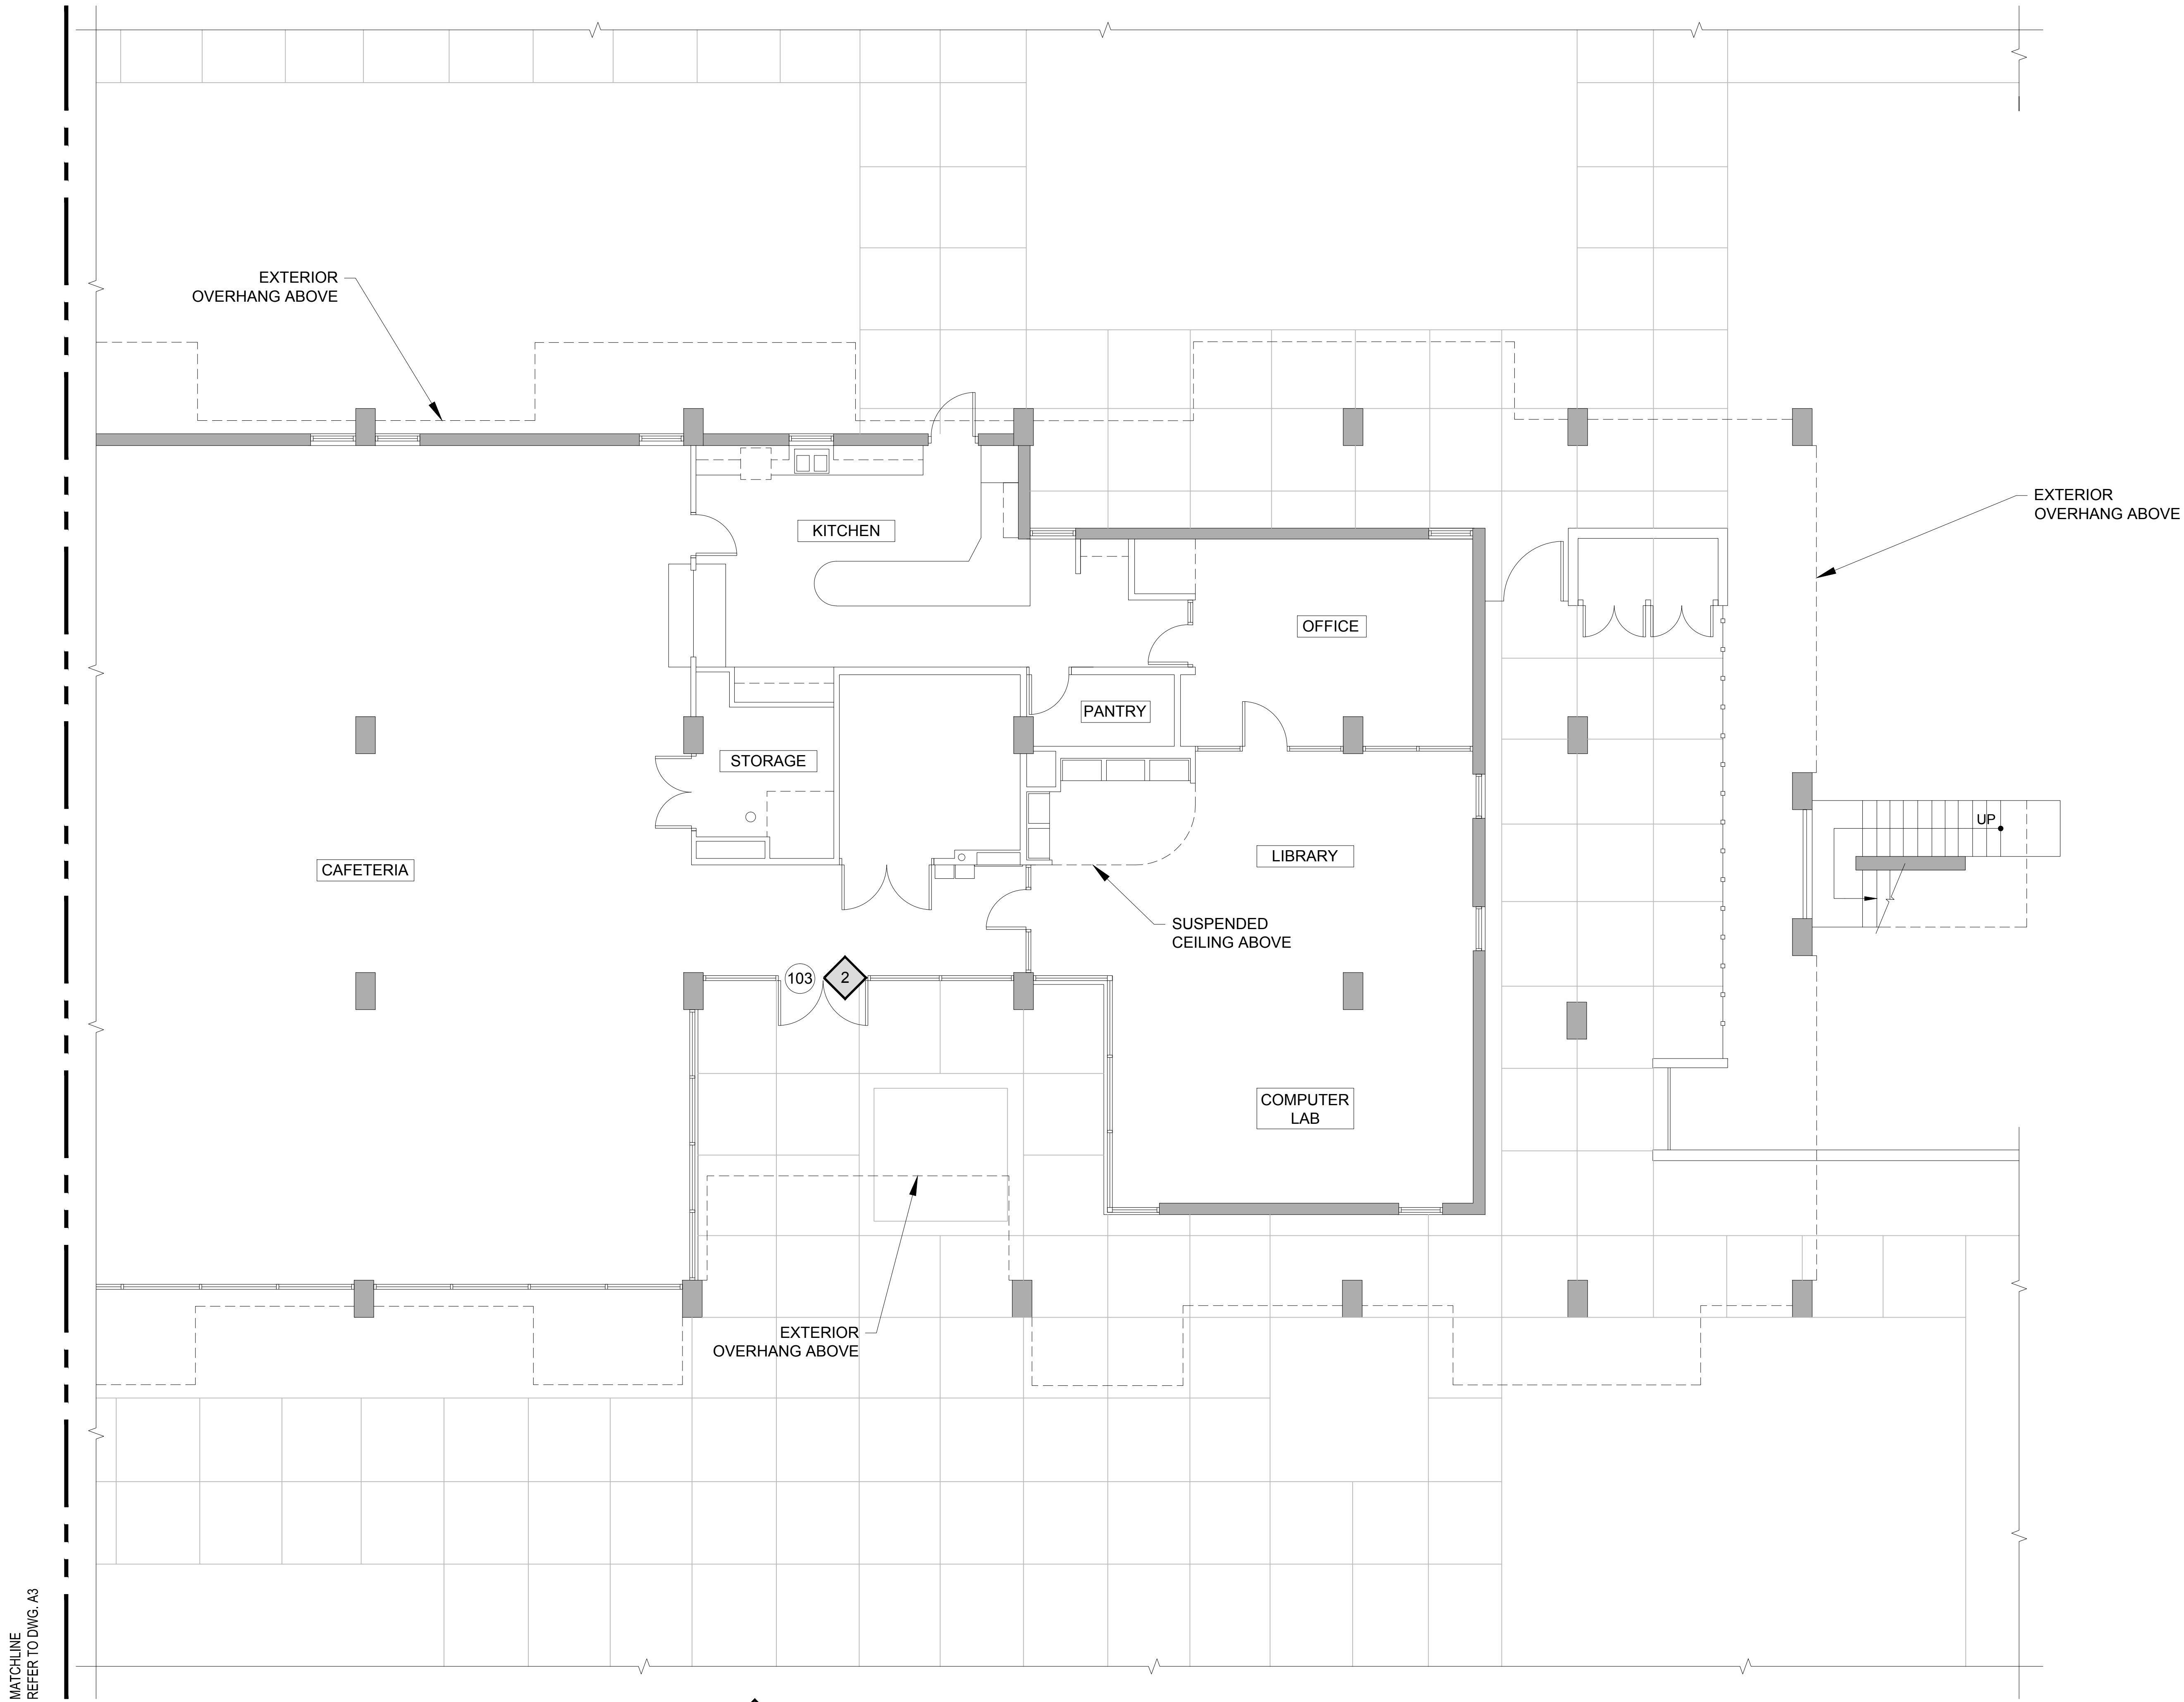 EXTERIOR
OVERHANG ABOVE
EXTERIOR
OVERHANG ABOVE
KITCHEN
OFFICE
PANTRY
STORAGE
UP
LIBRARY
CAFETERIA
SUSPENDED
CEILING ABOVE
103
2
COMPUTER
LAB
EXTERIOR
OVERHANG ABOVE
MATCHLINE
REFER TO DWG. A3